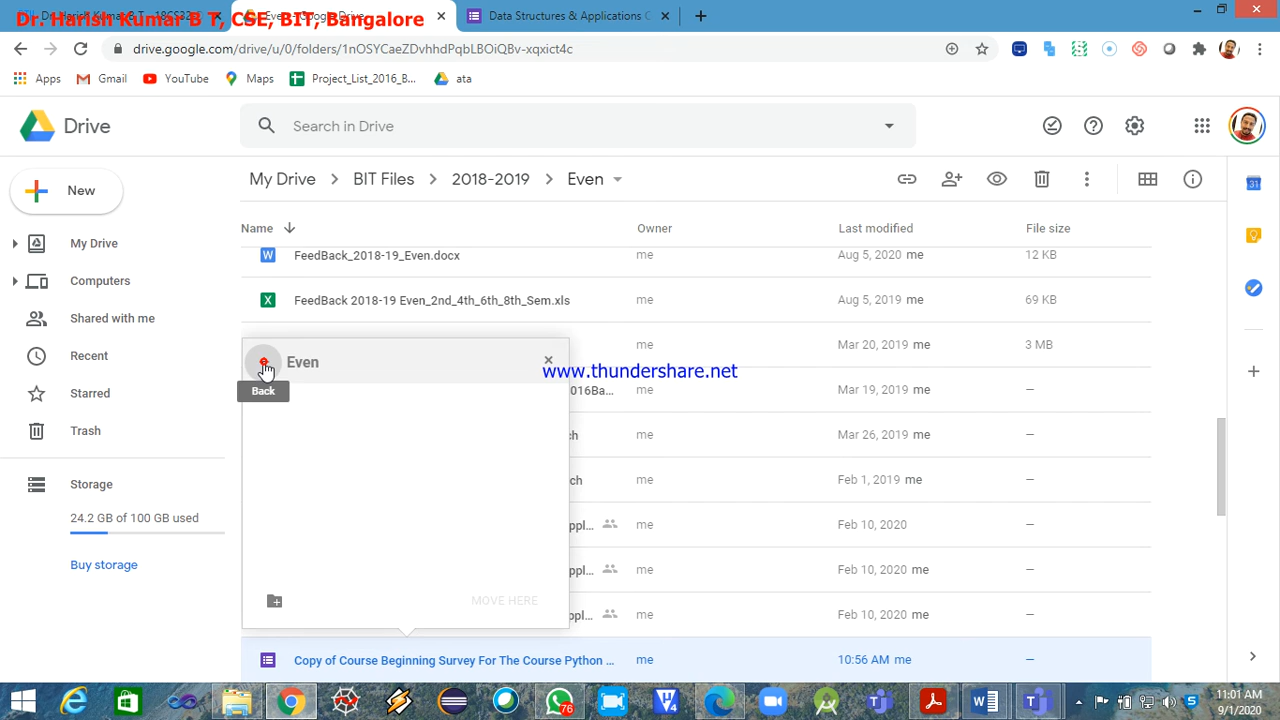 Dr. Harish Kumar B T, CSE, BIT, Bangalore
Data Structures & Applications C
drive.google.com/drive/u/0/folders/1nOSYCaeZDvhhdPqbLBOiQBv-xqxict4c
Apps Gmail YouTube Maps Project_List_2016_B... ata
Drive
Search in Drive
New
My Drive BIT Files 2018-2019 Even
Name Owner Last modified File size
My Drive
Computers
Shared with me
Recent
Starred
Trash
Storage
24.2 GB of 100 GB used
Buy storage
FeedBack_2018-19_Even.docx me Aug 5, 2020 me 12 KB
FeedBack 2018-19 Even_2nd_4th_6th_8th_Sem.xls me Aug 5, 2019 me 69 KB
me Mar 20, 2019 me 3 MB
Even
www.thundershare.net
Back
016Ba... me Mar 19, 2019 me –
ch me Mar 26, 2019 me –
ch me Feb 1, 2019 me –
ppl... me Feb 10, 2020 –
ppl... me Feb 10, 2020 me –
ppl... me Feb 10, 2020 me –
MOVE HERE
Copy of Course Beginning Survey For The Course Python ... me 10:56 AM me –
76
11:01 AM
9/1/2020